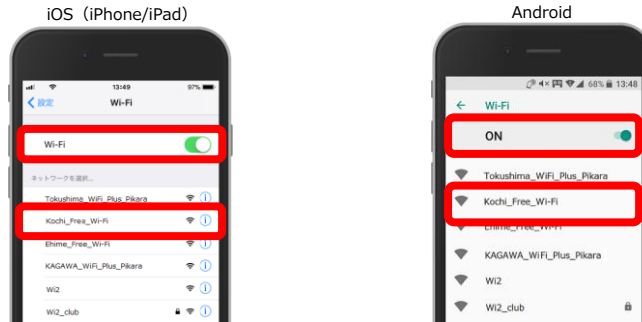 iOS（iPhone/iPad）
13:49
97%
設定
Wi-Fi
Wi-Fi
ネットワークを選択...
Tokushima_WiFi_Plus_Pikara
Kochi_Free_Wi-Fi
Ehime_Free_Wi-Fi
KAGAWA_WiFi_Plus_Pikara
Wi2
Wi2_club
Android
68% 13:48
Wi-Fi
ON
Tokushima_WiFi_Plus_Pikara
Kochi_Free_Wi-Fi
Ehime_Free_Wi-Fi
KAGAWA_WiFi_Plus_Pikara
Wi2
Wi2_club